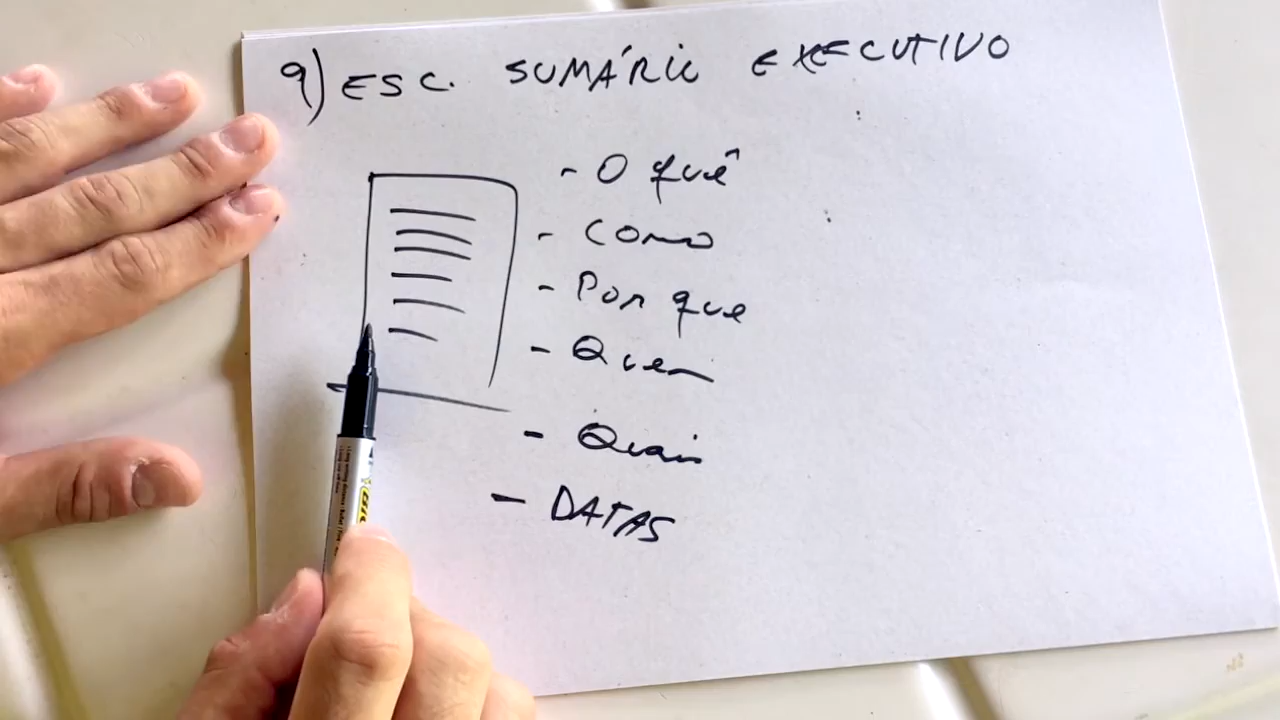 9) ESC. SUMÁRIO EXECUTIVO
- O quê
- Como
- Por que
- Quem
- Quais
- DATAS